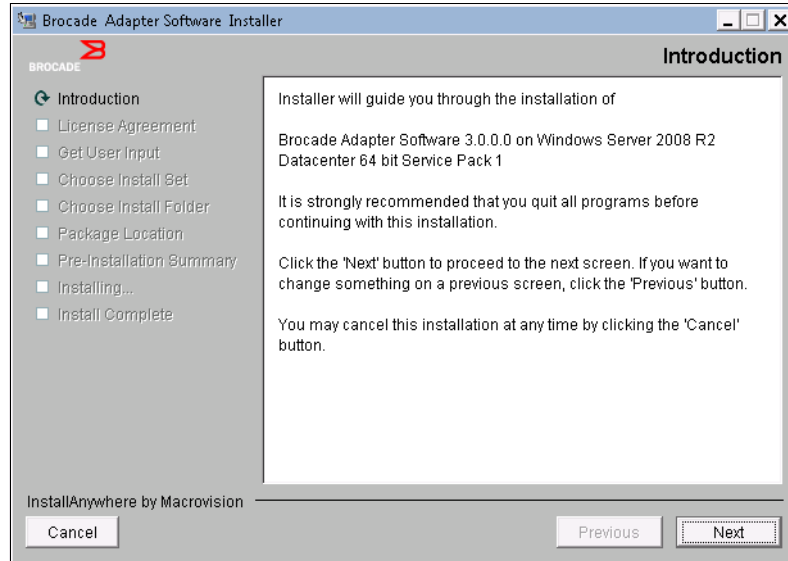 Brocade Adapter Software Installer
BROCADE
Introduction
Introduction
License Agreement
Get User Input
Choose Install Set
Choose Install Folder
Package Location
Pre-Installation Summary
Installing...
Install Complete
Installer will guide you through the installation of
Brocade Adapter Software 3.0.0.0 on Windows Server 2008 R2
Datacenter 64 bit Service Pack 1
It is strongly recommended that you quit all programs before
continuing with this installation.
Click the 'Next' button to proceed to the next screen. If you want to
change something on a previous screen, click the 'Previous' button.
You may cancel this installation at any time by clicking the 'Cancel'
button.
InstallAnywhere by Macrovision
Cancel
Previous
Next